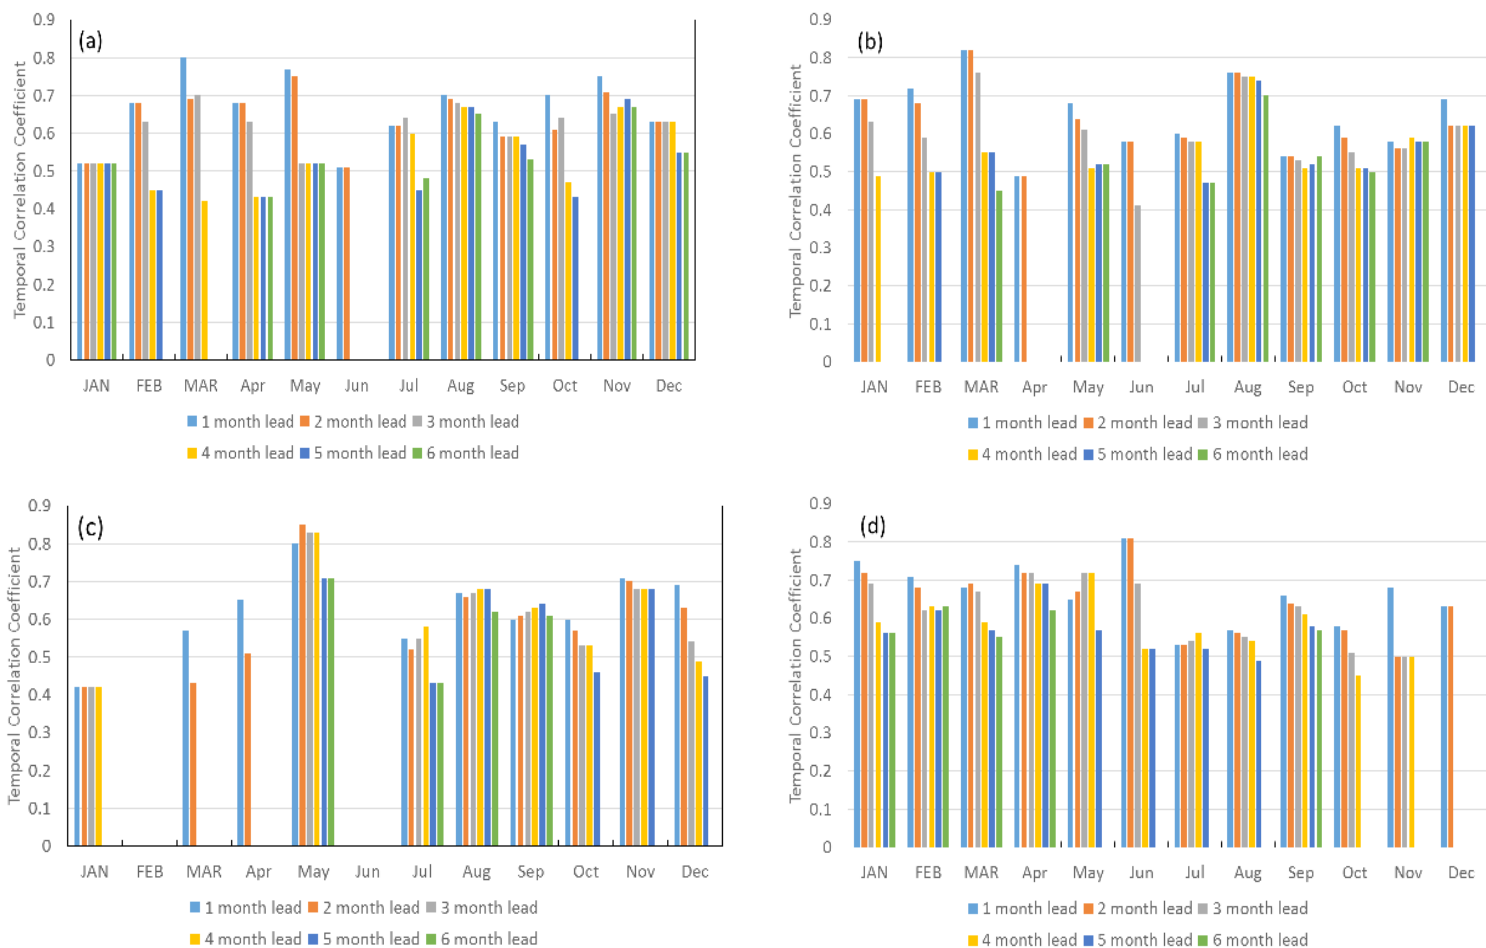 (a)
Temporal Correlation Coefficient
0.9
0.8
0.7
0.6
0.5
0.4
0.3
0.2
0.1
0
JAN FEB MAR Apr May Jun Jul Aug Sep Oct Nov Dec
1 month lead 2 month lead 3 month lead
4 month lead 5 month lead 6 month lead
(b)
Temporal Correlation Coefficient
0.9
0.8
0.7
0.6
0.5
0.4
0.3
0.2
0.1
0
JAN FEB MAR Apr May Jun Jul Aug Sep Oct Nov Dec
1 month lead 2 month lead 3 month lead
4 month lead 5 month lead 6 month lead
(c)
Temporal Correlation Coefficient
0.9
0.8
0.7
0.6
0.5
0.4
0.3
0.2
0.1
0
JAN FEB MAR Apr May Jun Jul Aug Sep Oct Nov Dec
1 month lead 2 month lead 3 month lead
4 month lead 5 month lead 6 month lead
(d)
Temporal Correlation Coefficient
0.9
0.8
0.7
0.6
0.5
0.4
0.3
0.2
0.1
0
JAN FEB MAR Apr May Jun Jul Aug Sep Oct Nov Dec
1 month lead 2 month lead 3 month lead
4 month lead 5 month lead 6 month lead